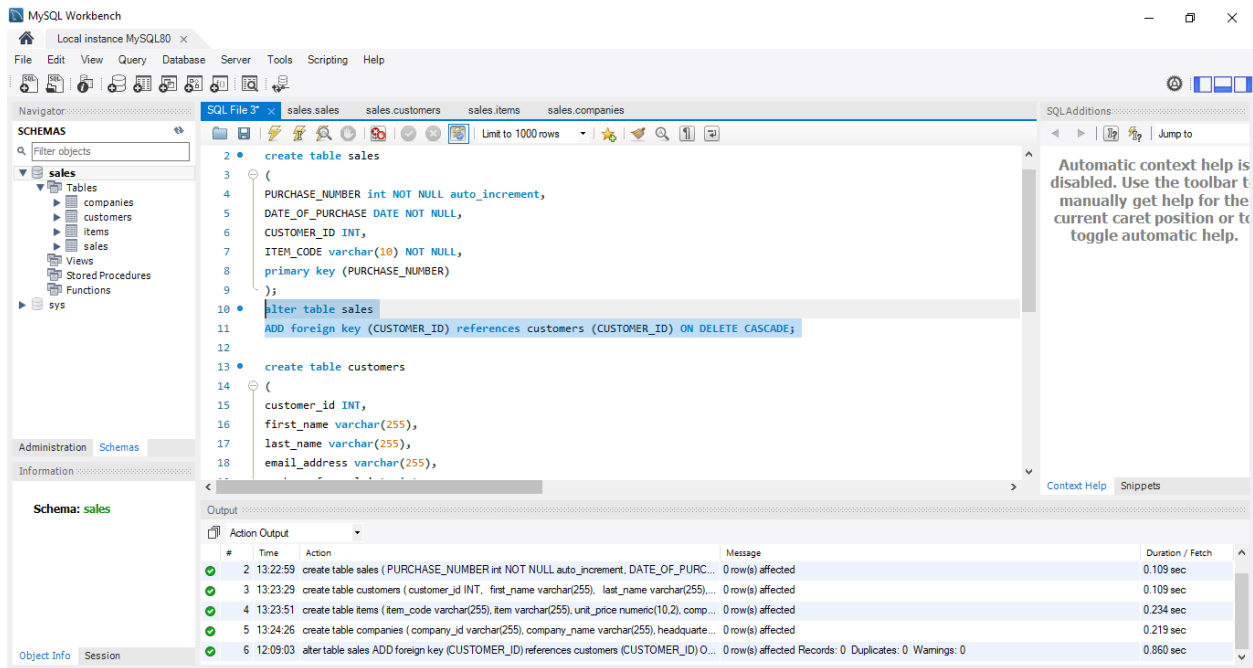 MySQL Workbench
Local instance MySQL80 ×
File Edit View Query Database Server Tools Scripting Help
Navigator
SCHEMAS
Filter objects
sales
Tables
companies
customers
items
sales
Views
Stored Procedures
Functions
sys
Administration Schemas
Information
Schema: sales
Object Info Session
SQL File 3* × sales.sales sales.customers sales.items sales.companies
Limit to 1000 rows
2 create table sales
3 (
4 PURCHASE_NUMBER int NOT NULL auto_increment,
5 DATE_OF_PURCHASE DATE NOT NULL,
6 CUSTOMER_ID INT,
7 ITEM_CODE varchar(10) NOT NULL,
8 primary key (PURCHASE_NUMBER)
9 );
10 alter table sales
11 ADD foreign key (CUSTOMER_ID) references customers (CUSTOMER_ID) ON DELETE CASCADE;
12
13 create table customers
14 (
15 customer_id INT,
16 first_name varchar(255),
17 last_name varchar(255),
18 email_address varchar(255),
SQLAdditions
Jump to
Automatic context help is
disabled. Use the toolbar t
manually get help for the
current caret position or to
toggle automatic help.
Context Help Snippets
Output
Action Output
# Time Action Message Duration / Fetch
2 13:22:59 create table sales ( PURCHASE_NUMBER int NOT NULL auto_increment, DATE_OF_PURC... 0 row(s) affected 0.109 sec
3 13:23:29 create table customers ( customer_id INT, first_name varchar(255), last_name varchar(255),... 0 row(s) affected 0.109 sec
4 13:23:51 create table items ( item_code varchar(255), item varchar(255), unit_price numeric(10,2), comp... 0 row(s) affected 0.234 sec
5 13:24:26 create table companies ( company_id varchar(255), company_name varchar(255), headquarte... 0 row(s) affected 0.219 sec
6 12:09:03 alter table sales ADD foreign key (CUSTOMER_ID) references customers (CUSTOMER_ID) O... 0 row(s) affected Records: 0 Duplicates: 0 Warnings: 0 0.860 sec